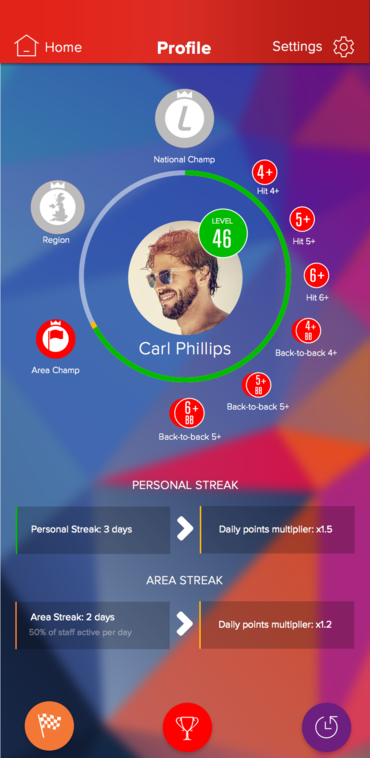 Home
Profile
Settings
L
National Champ
4+
Hit 4+
5+
Hit 5+
Region
LEVEL
46
6+
Hit 6+
Carl Phillips
4+
BB
Back-to-back 4+
Area Champ
5+
BB
Back-to-back 5+
6+
BB
Back-to-back 5+
PERSONAL STREAK
Personal Streak: 3 days
Daily points multiplier: x1.5
AREA STREAK
Area Streak: 2 days
50% of staff active per day
Daily points multiplier: x1.2